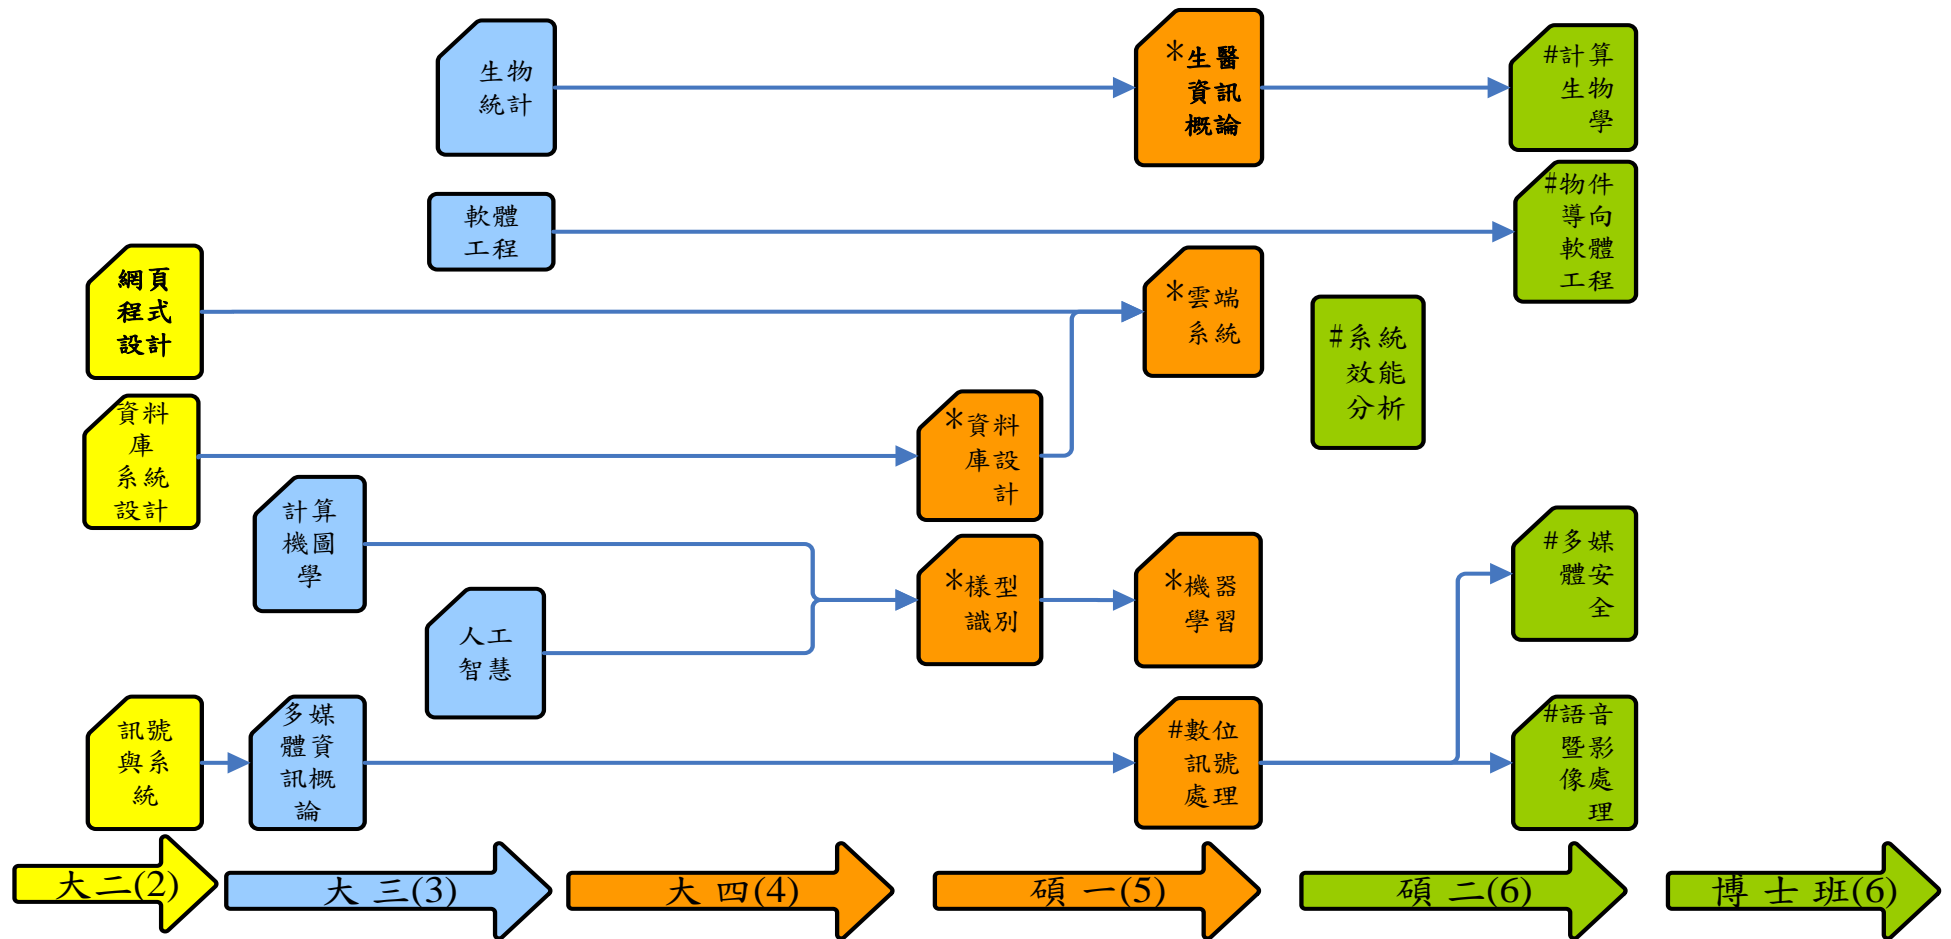 生物
統計
*生醫
資訊
概論
#計算
生物
學
軟體
工程
#物件
導向
軟體
工程
網頁
程式
設計
*雲端
系統
#系統
效能
分析
資料
庫
系統
設計
*資料
庫設
計
計算
機圖
學
人工
智慧
*樣型
識別
*機器
學習
#多媒
體安
全
訊號
與系
統
多媒
體資
訊概
論
#數位
訊號
處理
#語音
暨影
像處
理
大二(2)
大 三(3)
大 四(4)
碩 一(5)
碩 二(6)
博 士 班(6)